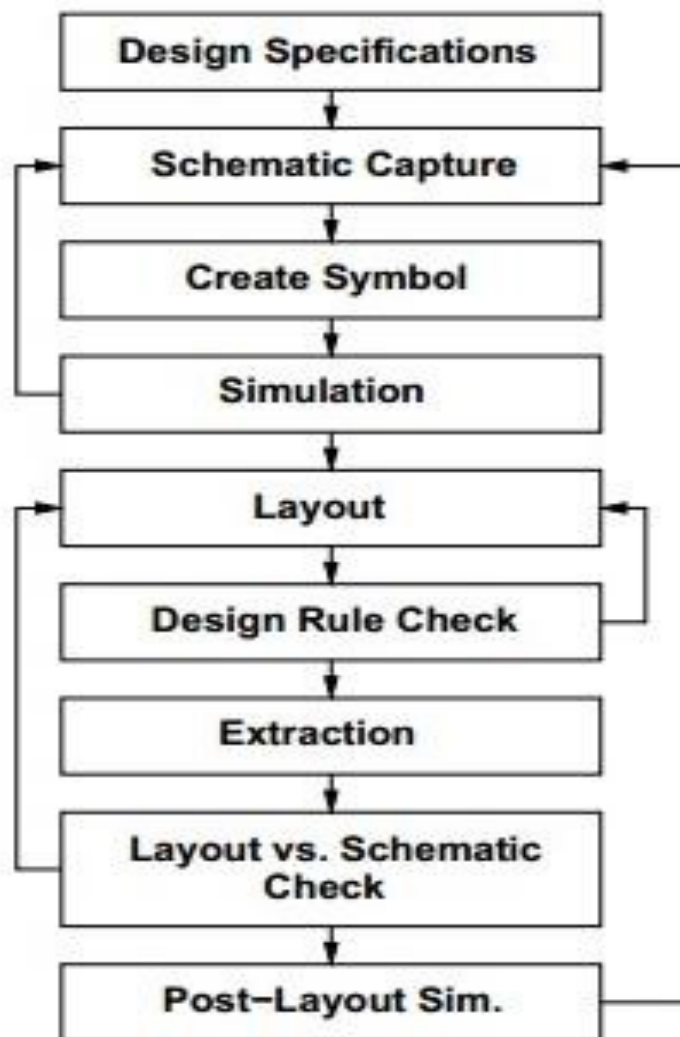 Design Specifications
Schematic Capture
Create Symbol
Simulation
Layout
Design Rule Check
Extraction
Layout vs. Schematic
Check
Post−Layout Sim.